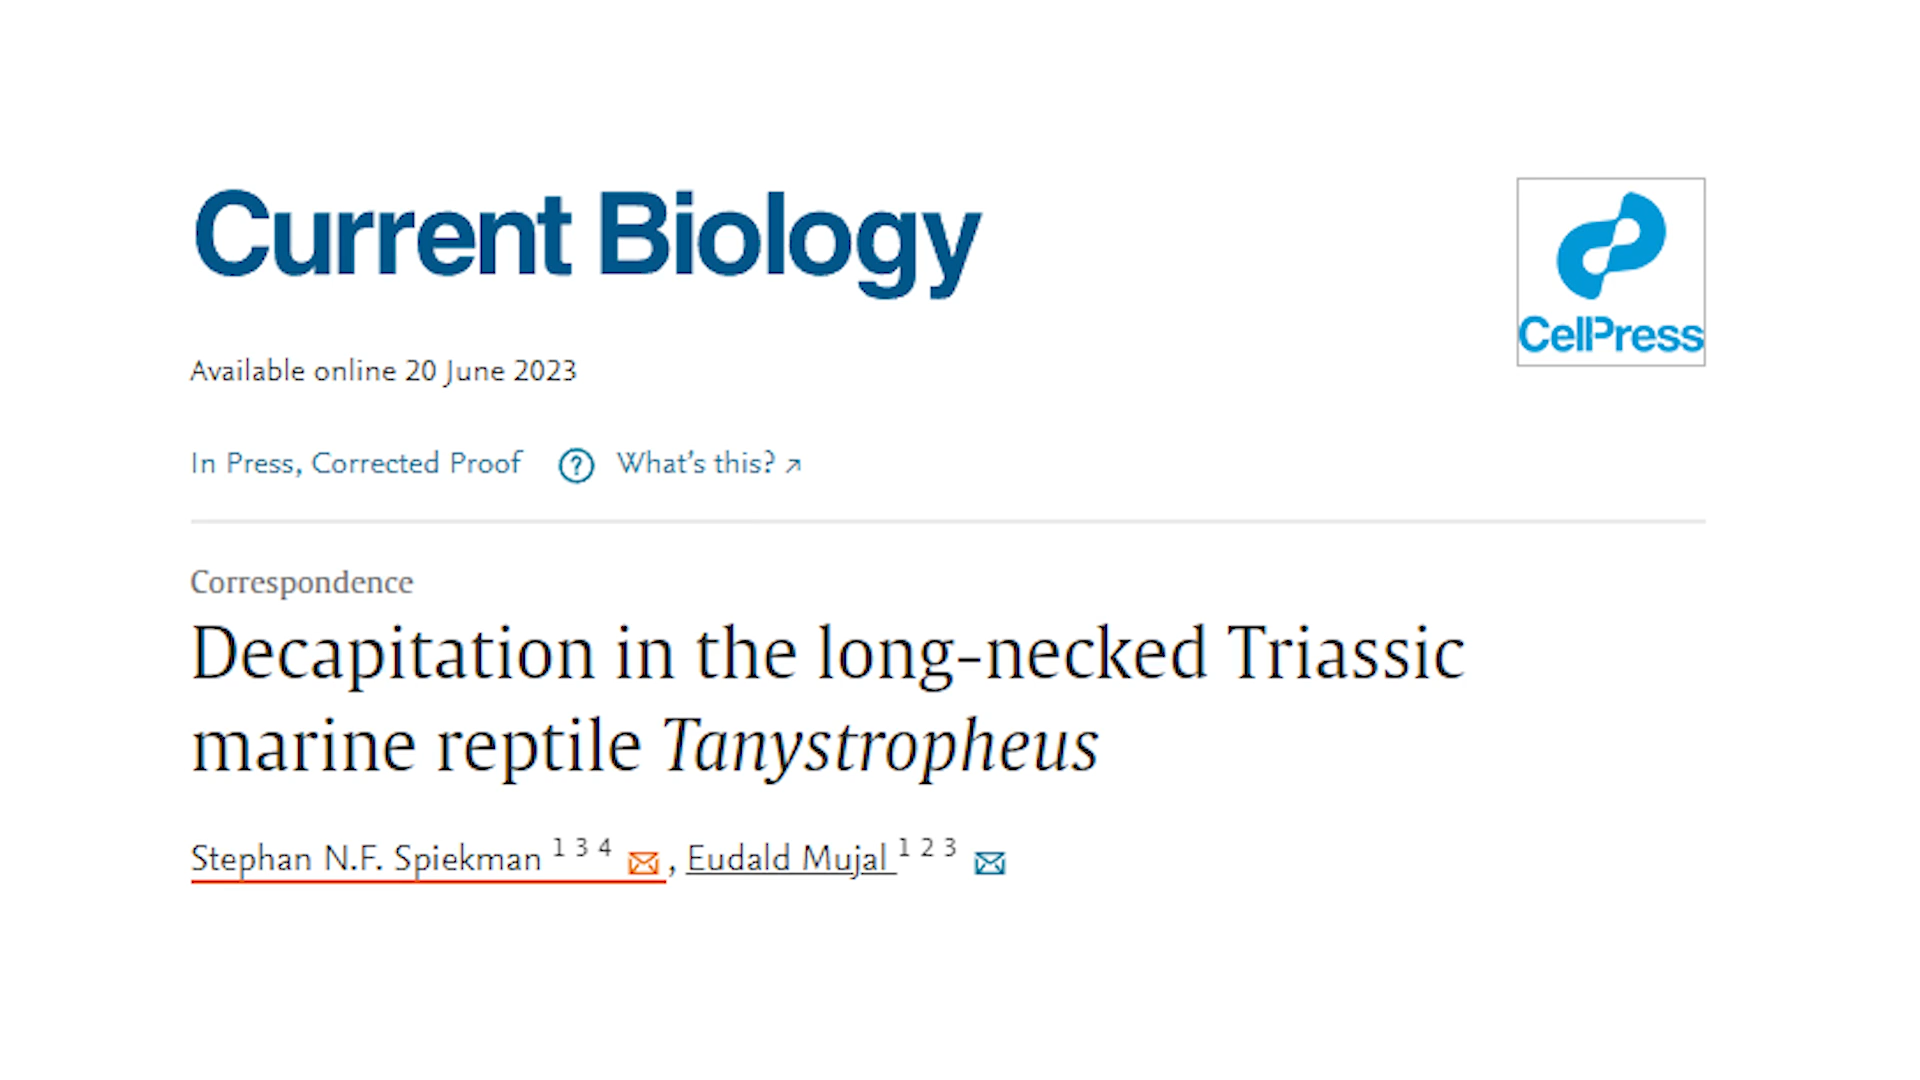 Current Biology
CellPress
Available online 20 June 2023
In Press, Corrected Proof ? What's this? ↗
Correspondence
Decapitation in the long-necked Triassic
marine reptile Tanystropheus
Stephan N.F. Spiekman 1 3 4 , Eudald Mujal 1 2 3